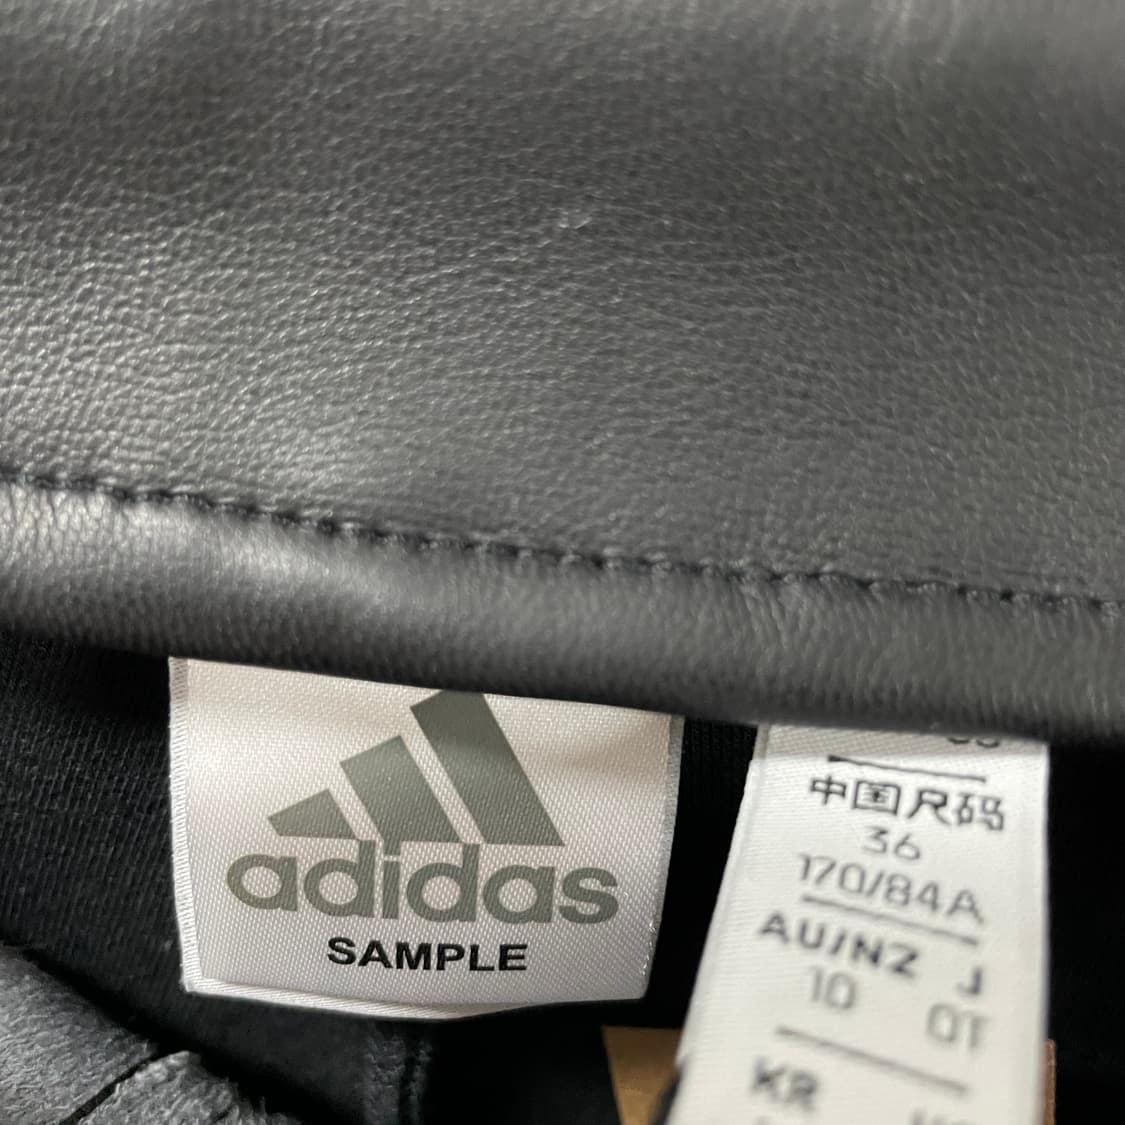 adidas
SAMPLE
中国尺码
36
170/84A
AU/NZ J
10 OT
KR